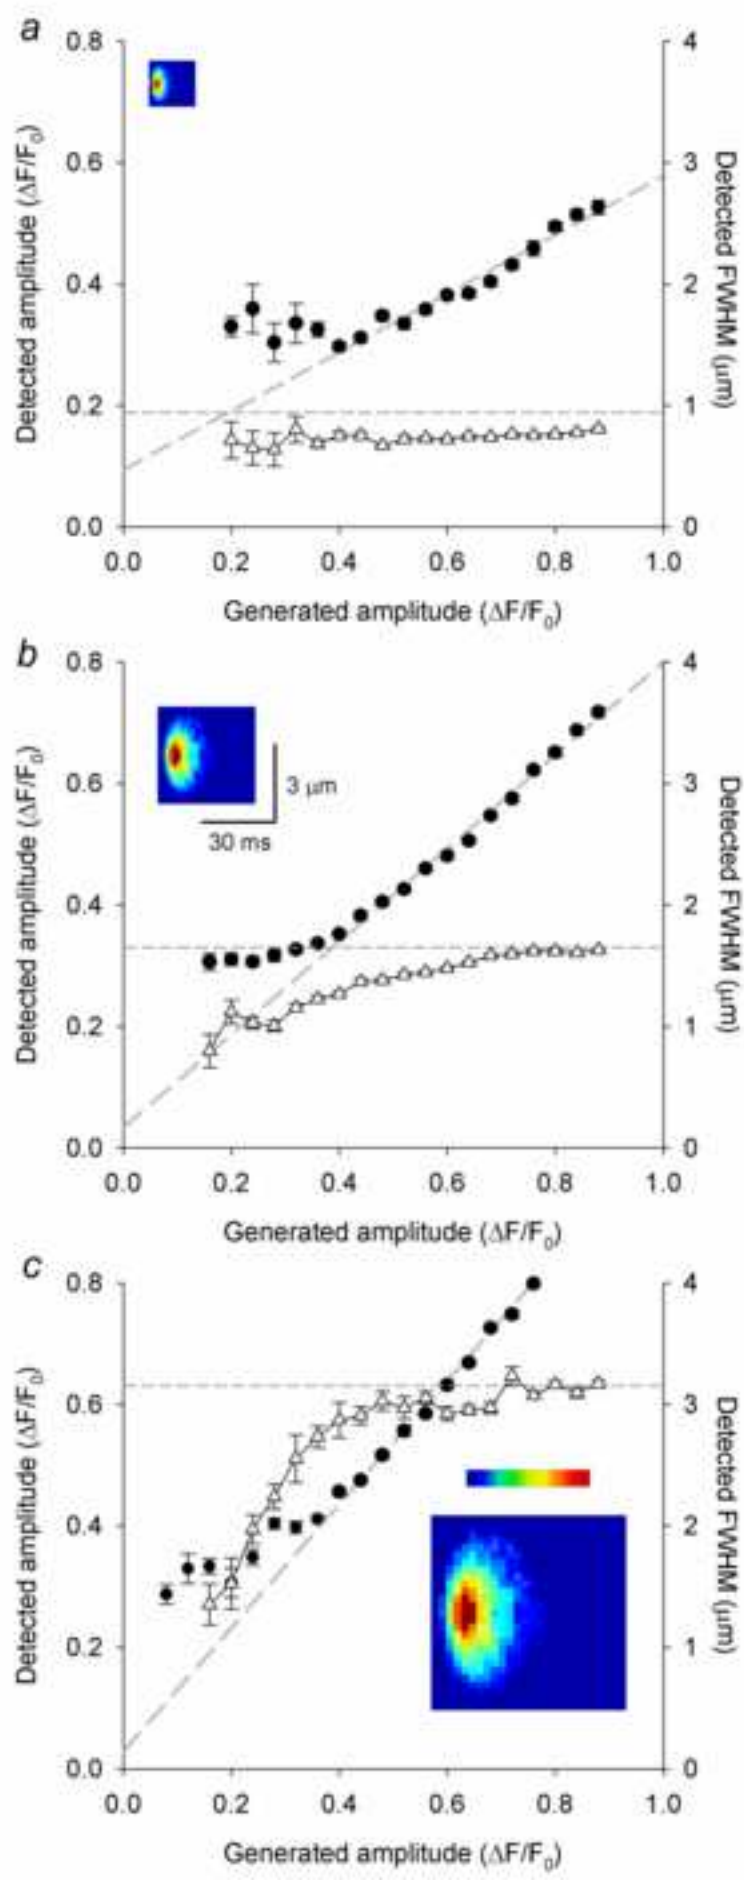 a
0.8
0.6
0.4
0.2
0.0
Detected amplitude (ΔF/F₀)
4
3
2
1
0
Detected FWHM (μm)
0.0 0.2 0.4 0.6 0.8 1.0
Generated amplitude (ΔF/F₀)
b
0.8
0.6
0.4
0.2
0.0
Detected amplitude (ΔF/F₀)
3 μm
30 ms
4
3
2
1
0
Detected FWHM (μm)
0.0 0.2 0.4 0.6 0.8 1.0
Generated amplitude (ΔF/F₀)
c
0.8
0.6
0.4
0.2
0.0
Detected amplitude (ΔF/F₀)
4
3
2
1
0
Detected FWHM (μm)
0.0 0.2 0.4 0.6 0.8 1.0
Generated amplitude (ΔF/F₀)